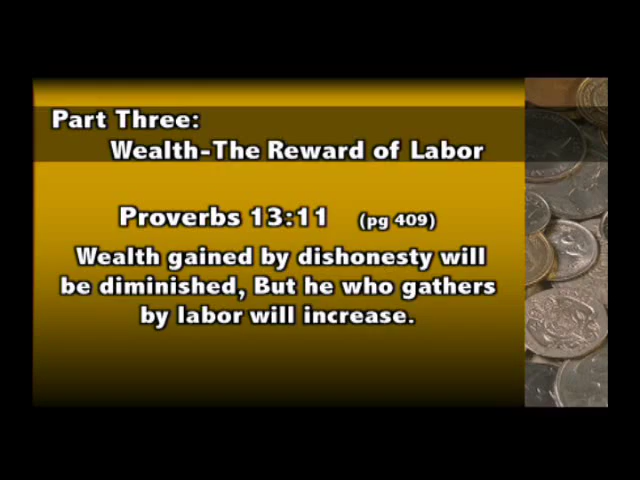 Part Three:
Wealth-The Reward of Labor
Proverbs 13:11 (pg 409)
Wealth gained by dishonesty will
be diminished, But he who gathers
by labor will increase.